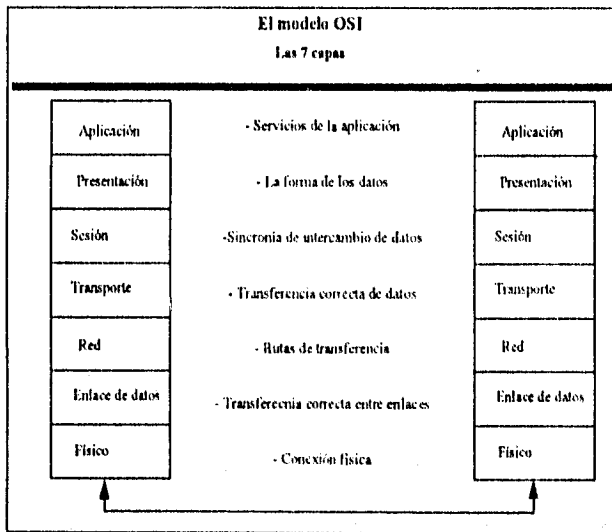 El modelo OSI
Las 7 capas
Aplicación - Servicios de la aplicación Aplicación
Presentación - La forma de los datos Presentación
Sesión -Sincronia de intercambio de datos Sesión
Transporte - Transferencia correcta de datos Transporte
Red - Rutas de transferencia Red
Enlace de datos - Transferecnia correcta entre enlaces Enlace de datos
Físico - Conexión física Físico